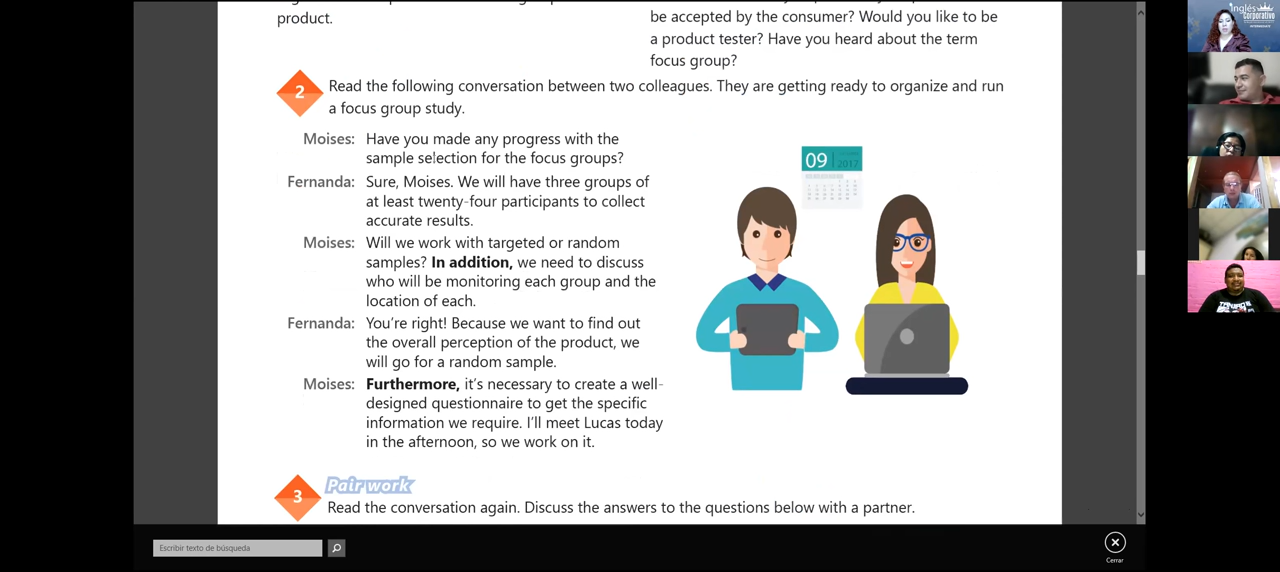 product.
be accepted by the consumer? Would you like to be
a product tester? Have you heard about the term
focus group?
2
Read the following conversation between two colleagues. They are getting ready to organize and run
a focus group study.
Moises: Have you made any progress with the
sample selection for the focus groups?
Fernanda: Sure, Moises. We will have three groups of
at least twenty-four participants to collect
accurate results.
Moises: Will we work with targeted or random
samples? In addition, we need to discuss
who will be monitoring each group and the
location of each.
Fernanda: You're right! Because we want to find out
the overall perception of the product, we
will go for a random sample.
Moises: Furthermore, it's necessary to create a well-
designed questionnaire to get the specific
information we require. I'll meet Lucas today
in the afternoon, so we work on it.
09
2017
3
Pair work
Read the conversation again. Discuss the answers to the questions below with a partner.
Escribir texto de búsqueda
Cerrar
Inglés
Corporativo
INTERMEDIATE